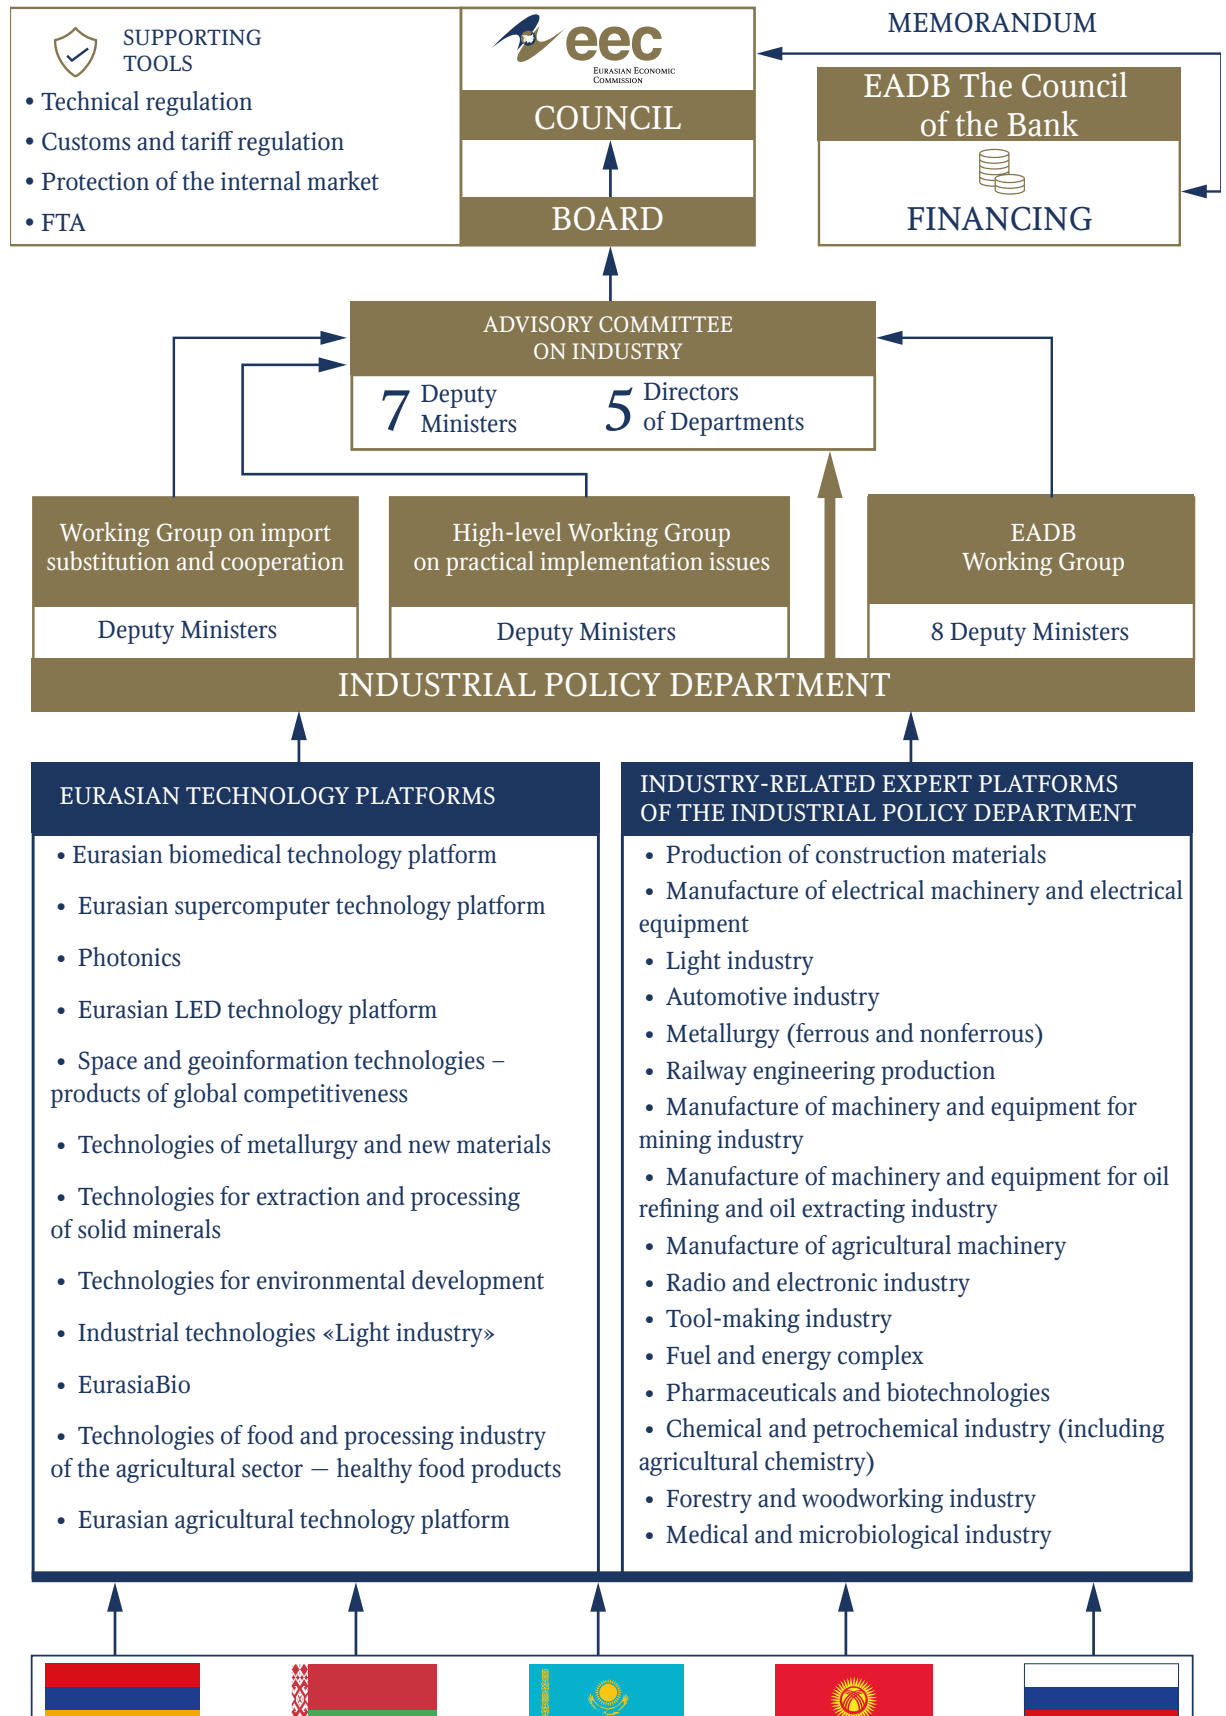 SUPPORTING
TOOLS
• Technical regulation
• Customs and tariff regulation
• Protection of the internal market
• FTA
eec
EURASIAN ECONOMIC
COMMISSION
COUNCIL
BOARD
MEMORANDUM
EADB The Council
of the Bank
FINANCING
ADVISORY COMMITTEE
ON INDUSTRY
7 Deputy
Ministers
5 Directors
of Departments
Working Group on import
substitution and cooperation
Deputy Ministers
High-level Working Group
on practical implementation issues
Deputy Ministers
EADB
Working Group
8 Deputy Ministers
INDUSTRIAL POLICY DEPARTMENT
EURASIAN TECHNOLOGY PLATFORMS
• Eurasian biomedical technology platform
• Eurasian supercomputer technology platform
• Photonics
• Eurasian LED technology platform
• Space and geoinformation technologies –
products of global competitiveness
• Technologies of metallurgy and new materials
• Technologies for extraction and processing
of solid minerals
• Technologies for environmental development
• Industrial technologies «Light industry»
• EurasiaBio
• Technologies of food and processing industry
of the agricultural sector — healthy food products
• Eurasian agricultural technology platform
INDUSTRY-RELATED EXPERT PLATFORMS
OF THE INDUSTRIAL POLICY DEPARTMENT
• Production of construction materials
• Manufacture of electrical machinery and electrical
equipment
• Light industry
• Automotive industry
• Metallurgy (ferrous and nonferrous)
• Railway engineering production
• Manufacture of machinery and equipment for
mining industry
• Manufacture of machinery and equipment for oil
refining and oil extracting industry
• Manufacture of agricultural machinery
• Radio and electronic industry
• Tool-making industry
• Fuel and energy complex
• Pharmaceuticals and biotechnologies
• Chemical and petrochemical industry (including
agricultural chemistry)
• Forestry and woodworking industry
• Medical and microbiological industry